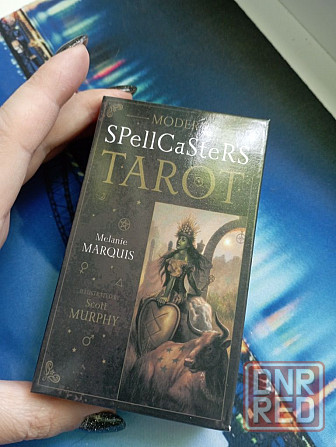 MODERN
SPellCaSteRS
TAROT
Melanie
MARQUIS
SCOTT
MURPHY
DNR
RED